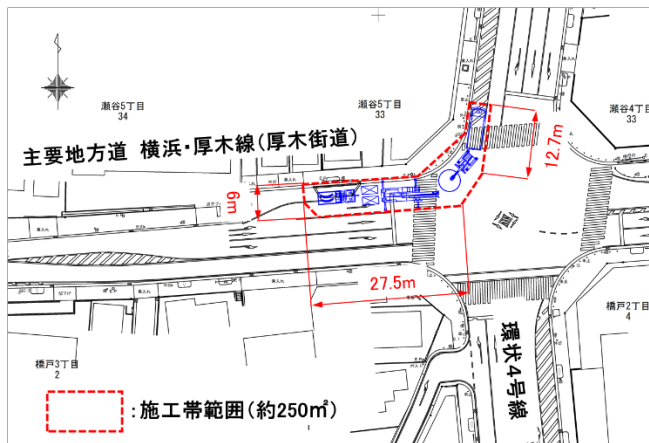 瀬谷5丁目
34
瀬谷5丁目
33
瀬谷4丁目
33
主要地方道 横浜・厚木線(厚木街道)
12.7m
6m
27.5m
橋戸2丁目
4
環状4号線
橋戸3丁目
2
:施工帯範囲(約250㎡)